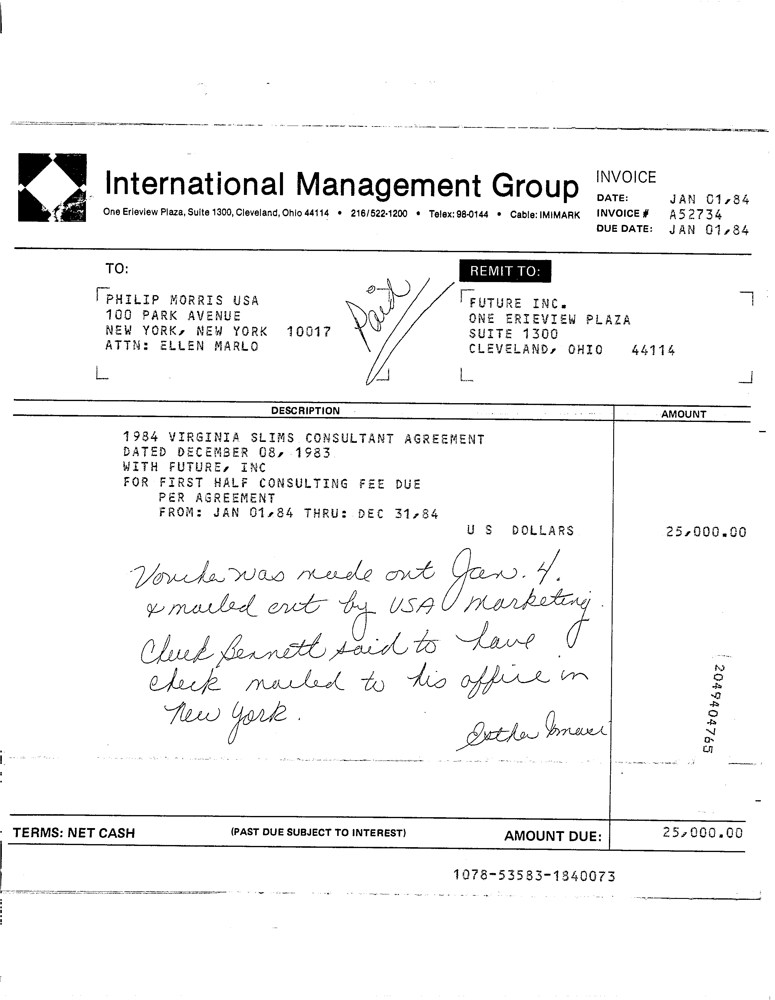 International Management Group
One Erieview Plaza, Suite 1300, Cleveland, Ohio 44114 • 216/522-1200 • Telex: 98-0144 • Cable: IMIMARK
INVOICE
DATE: JAN 01,84
INVOICE # A52734
DUE DATE: JAN 01,84
TO:
PHILIP MORRIS USA
100 PARK AVENUE
NEW YORK, NEW YORK 10017
ATTN: ELLEN MARLO
Paid
REMIT TO:
FUTURE INC.
ONE ERIEVIEW PLAZA
SUITE 1300
CLEVELAND, OHIO 44114
DESCRIPTION AMOUNT
1984 VIRGINIA SLIMS CONSULTANT AGREEMENT
DATED DECEMBER 08, 1983
WITH FUTURE, INC
FOR FIRST HALF CONSULTING FEE DUE
PER AGREEMENT
FROM: JAN 01,84 THRU: DEC 31,84
U S DOLLARS 25,000.00
was made out Jan. 4.
& mailed out by USA Marketing.
Chuck Bennett said to have
check mailed to his office in
New York.
Esther
2049404765
TERMS: NET CASH (PAST DUE SUBJECT TO INTEREST) AMOUNT DUE: 25,000.00
1078-53583-1840073